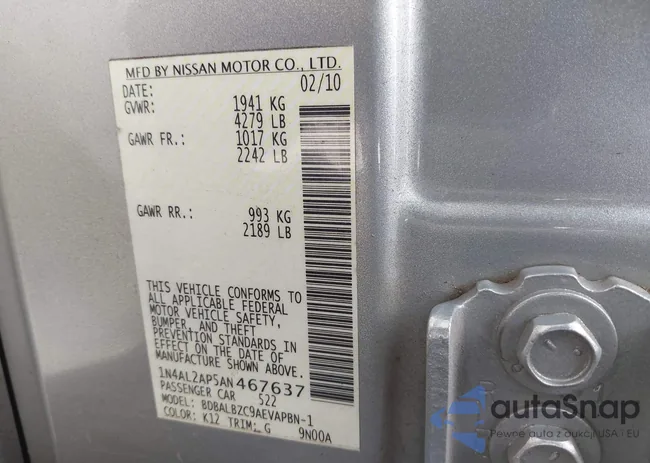 MFD BY NISSAN MOTOR CO., LTD.
DATE: 02/10
GVWR: 1941 KG
4279 LB
GAWR FR.: 1017 KG
2242 LB
GAWR RR.: 993 KG
2189 LB
THIS VEHICLE CONFORMS TO
ALL APPLICABLE FEDERAL
MOTOR VEHICLE SAFETY,
BUMPER, AND THEFT
PREVENTION STANDARDS IN
EFFECT ON THE DATE OF
MANUFACTURE SHOWN ABOVE.
1N4AL2AP5AN467637
PASSENGER CAR 522
MODEL: BDBALBZC9AEVAPBN-1
COLOR: K12 TRIM: G 9N00A
autoSnap
Pewne auta z aukcji USA i EU